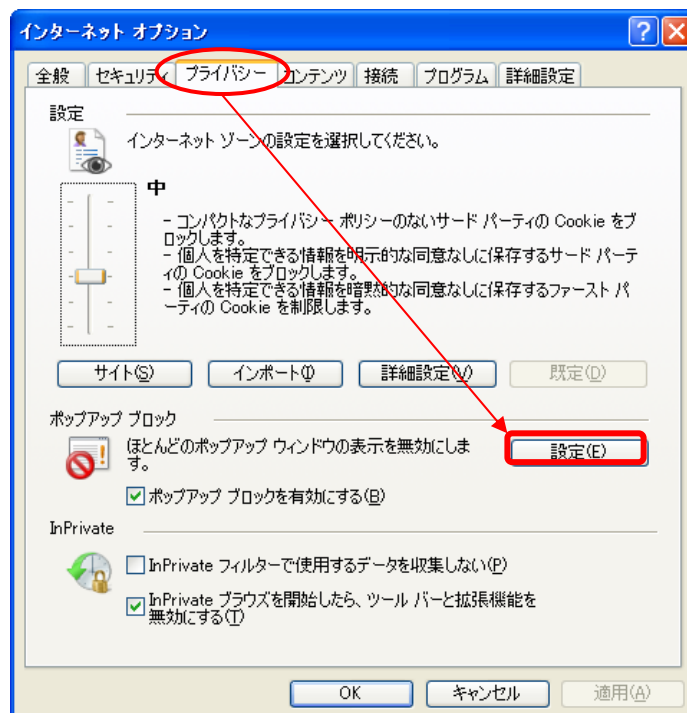 インターネット オプション
全般 セキュリティ プライバシー コンテンツ 接続 プログラム 詳細設定
設定
インターネット ゾーンの設定を選択してください。
中
- コンパクトなプライバシー ポリシーのないサード パーティの Cookie をブ
ロックします。
- 個人を特定できる情報を明示的な同意なしに保存するサード パーテ
ィの Cookie をブロックします。
- 個人を特定できる情報を暗黙的な同意なしに保存するファースト パ
ーティの Cookie を制限します。
サイト(S) インポート(I) 詳細設定(V) 既定(D)
ポップアップ ブロック
ほとんどのポップアップ ウィンドウの表示を無効にしま
す。
設定(E)
ポップアップ ブロックを有効にする(B)
InPrivate
InPrivate フィルターで使用するデータを収集しない(P)
InPrivate ブラウズを開始したら、ツール バーと拡張機能を
無効にする(T)
OK キャンセル 適用(A)